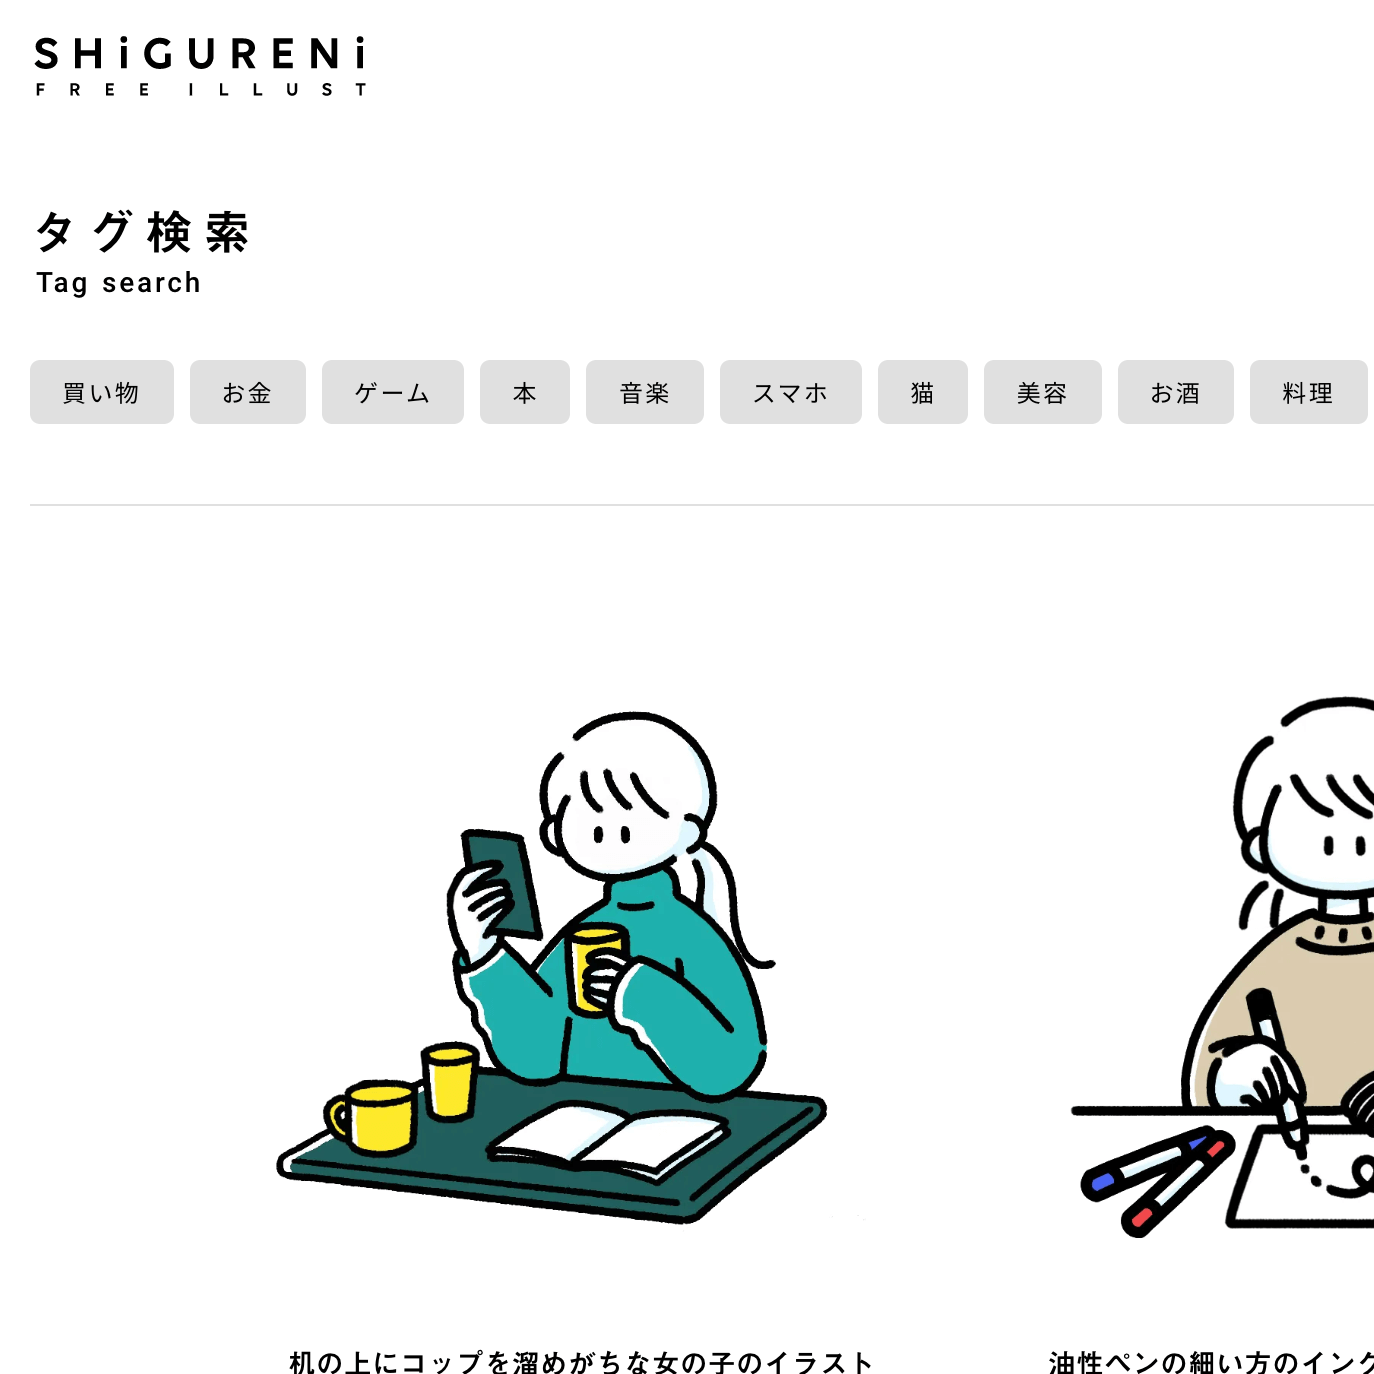 SHiGURENi
FREE ILLUST
タグ検索
Tag search
買い物 お金 ゲーム 本 音楽 スマホ 猫 美容 お酒 料理
机の上にコップを溜めがちな女の子のイラスト
油性ペンの細い方のインク